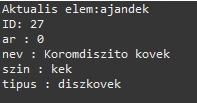 Aktualis elem:ajandek
ID: 27
ar : 0
nev : Koromdiszito kovek
szin : kek
tipus : diszkovek